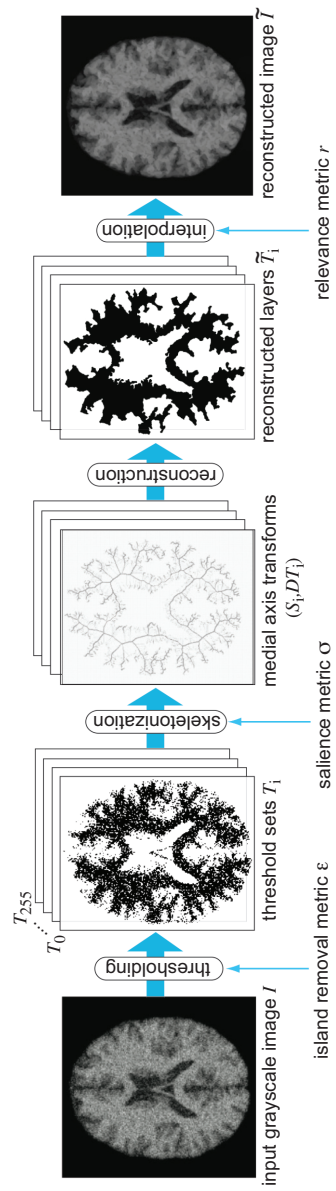 input grayscale image I
thresholding
island removal metric ε
T₀
.....
T₂₅₅
threshold sets Tᵢ
skeletonization
salience metric σ
medial axis transforms
(Sᵢ,DTᵢ)
reconstruction
reconstructed layers T̃ᵢ
interpolation
relevance metric r
reconstructed image Ĩ